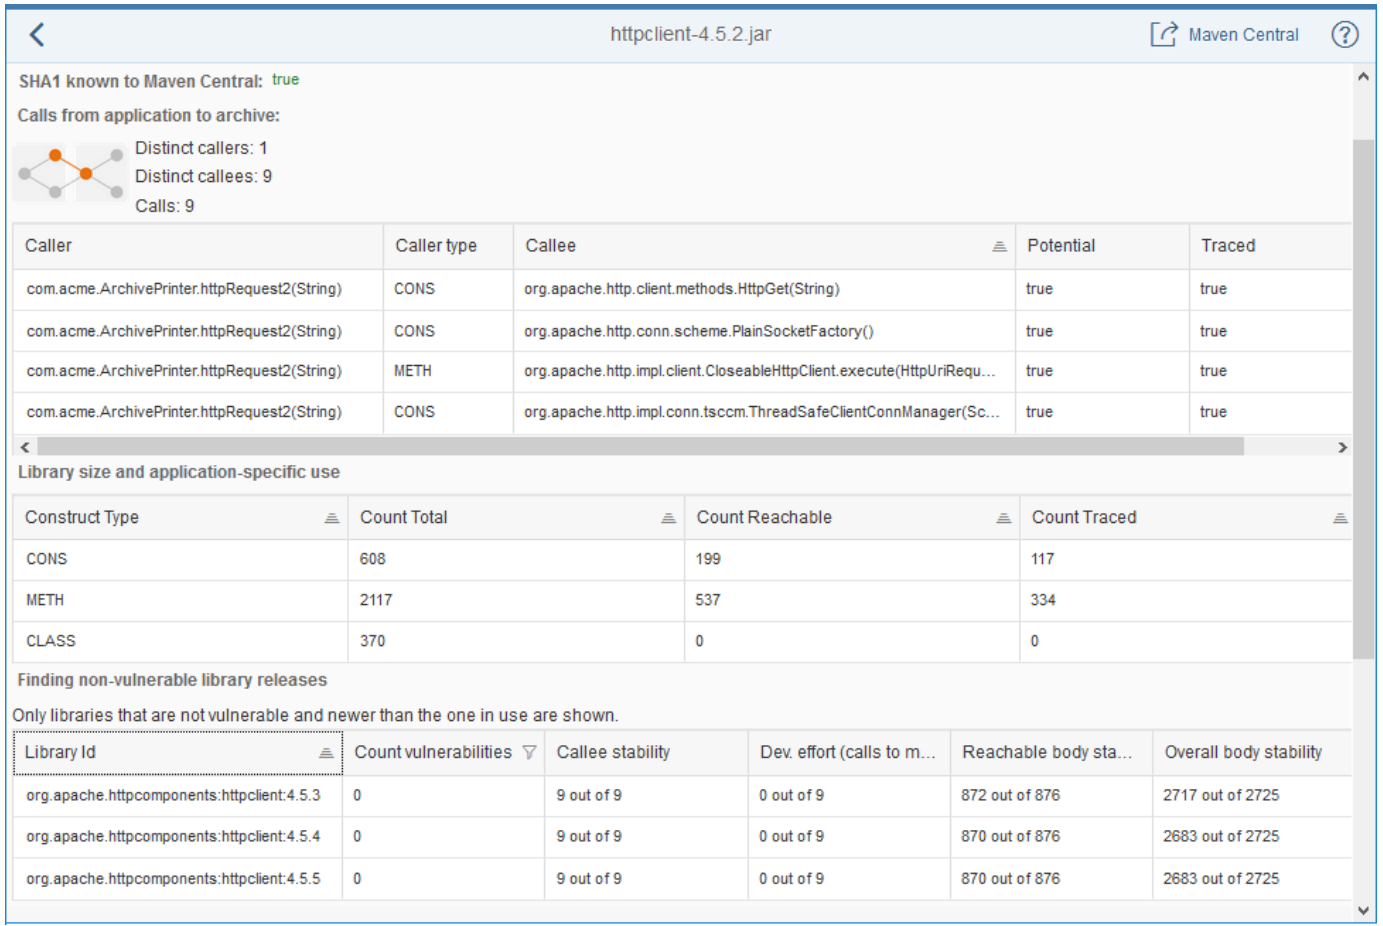 httpclient-4.5.2.jar
Maven Central
?
SHA1 known to Maven Central: true
Calls from application to archive:
Distinct callers: 1
Distinct callees: 9
Calls: 9
Caller Caller type Callee Potential Traced
com.acme.ArchivePrinter.httpRequest2(String) CONS org.apache.http.client.methods.HttpGet(String) true true
com.acme.ArchivePrinter.httpRequest2(String) CONS org.apache.http.conn.scheme.PlainSocketFactory() true true
com.acme.ArchivePrinter.httpRequest2(String) METH org.apache.http.impl.client.CloseableHttpClient.execute(HttpUriRequ... true true
com.acme.ArchivePrinter.httpRequest2(String) CONS org.apache.http.impl.conn.tsccm.ThreadSafeClientConnManager(Sc... true true
Library size and application-specific use
Construct Type Count Total Count Reachable Count Traced
CONS 608 199 117
METH 2117 537 334
CLASS 370 0 0
Finding non-vulnerable library releases
Only libraries that are not vulnerable and newer than the one in use are shown.
Library Id Count vulnerabilities Callee stability Dev. effort (calls to m... Reachable body sta... Overall body stability
org.apache.httpcomponents:httpclient:4.5.3 0 9 out of 9 0 out of 9 872 out of 876 2717 out of 2725
org.apache.httpcomponents:httpclient:4.5.4 0 9 out of 9 0 out of 9 870 out of 876 2683 out of 2725
org.apache.httpcomponents:httpclient:4.5.5 0 9 out of 9 0 out of 9 870 out of 876 2683 out of 2725